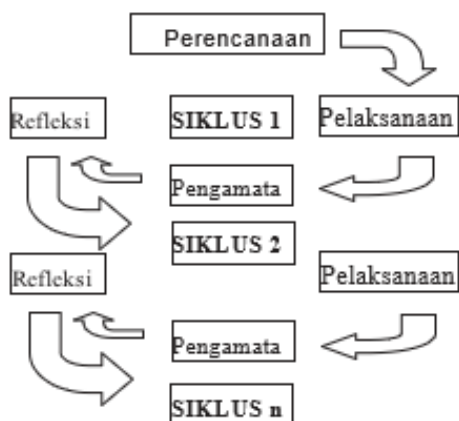 Perencanaan
Refleksi
SIKLUS 1
Pelaksanaan
Pengamata
SIKLUS 2
Refleksi
Pelaksanaan
Pengamata
SIKLUS n